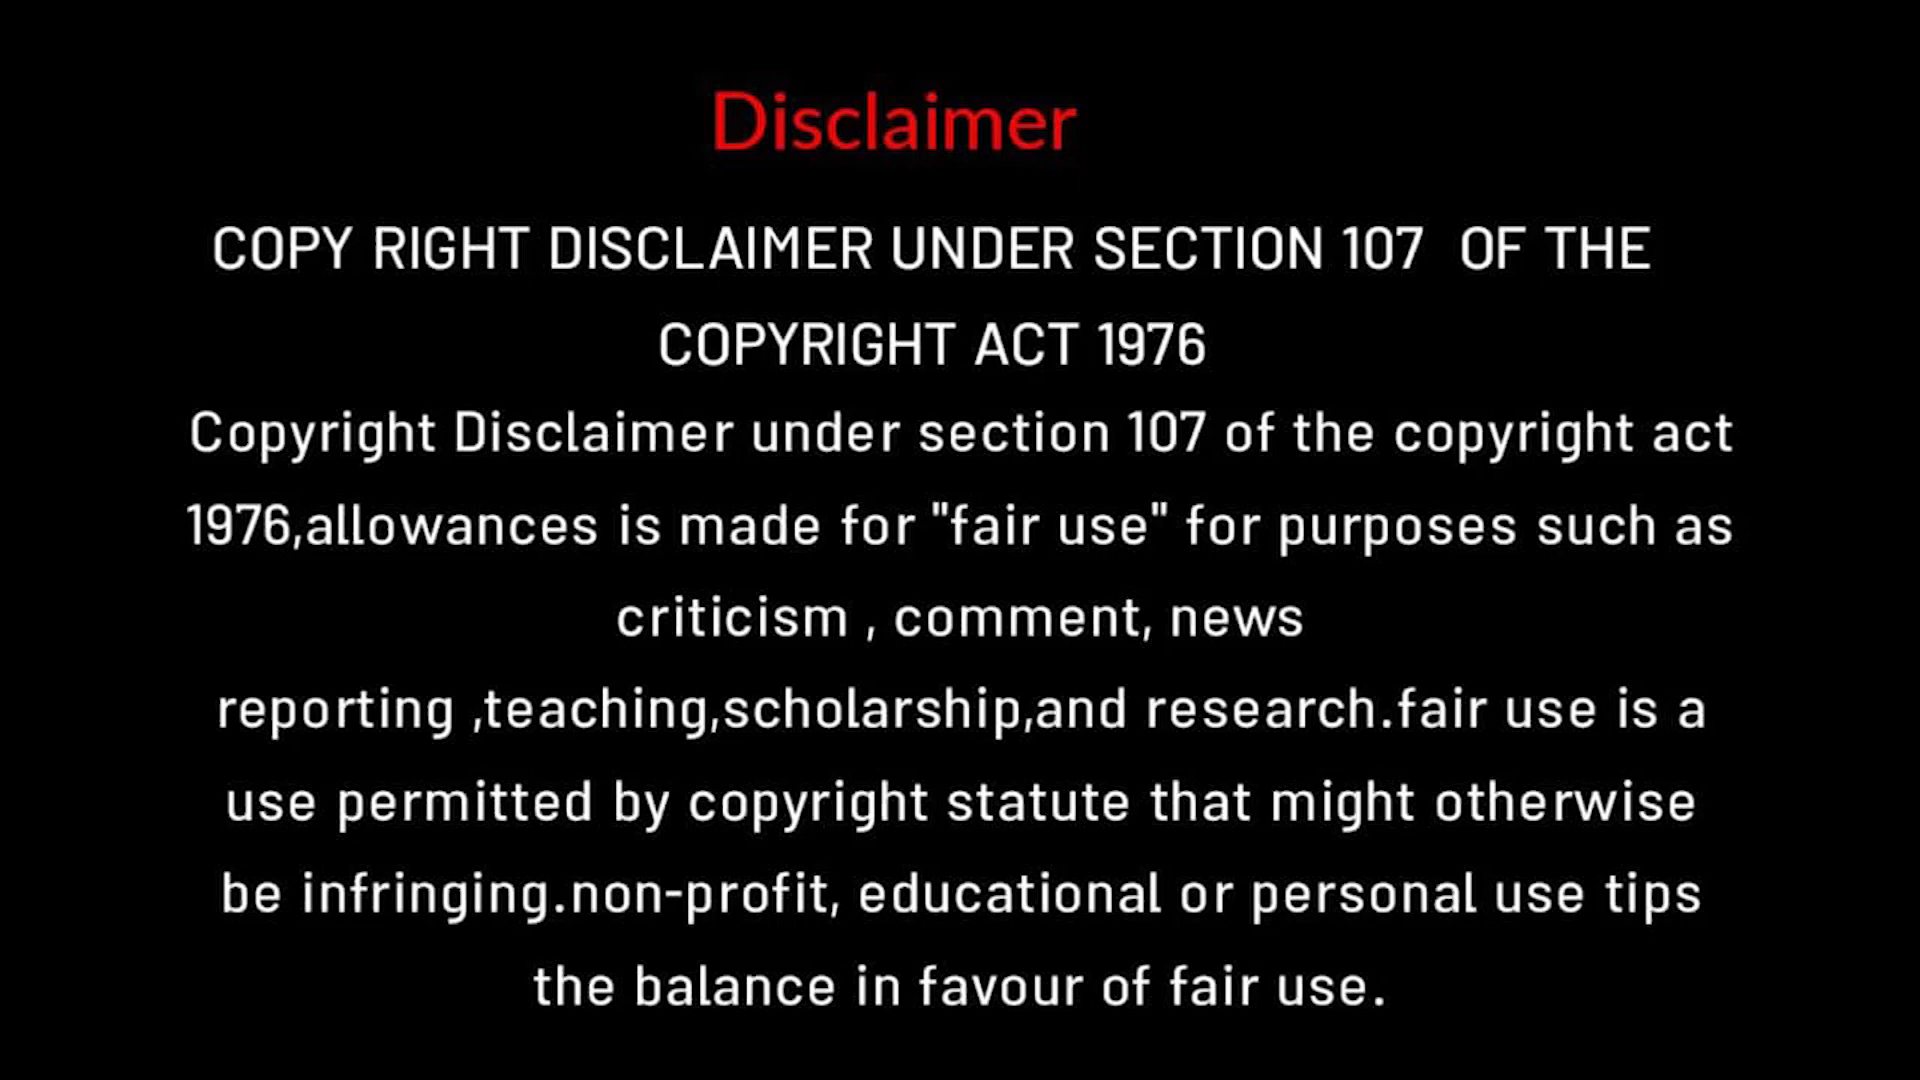 Disclaimer
COPY RIGHT DISCLAIMER UNDER SECTION 107 OF THE
COPYRIGHT ACT 1976
Copyright Disclaimer under section 107 of the copyright act
1976,allowances is made for "fair use" for purposes such as
criticism , comment, news
reporting ,teaching,scholarship,and research.fair use is a
use permitted by copyright statute that might otherwise
be infringing.non-profit, educational or personal use tips
the balance in favour of fair use.